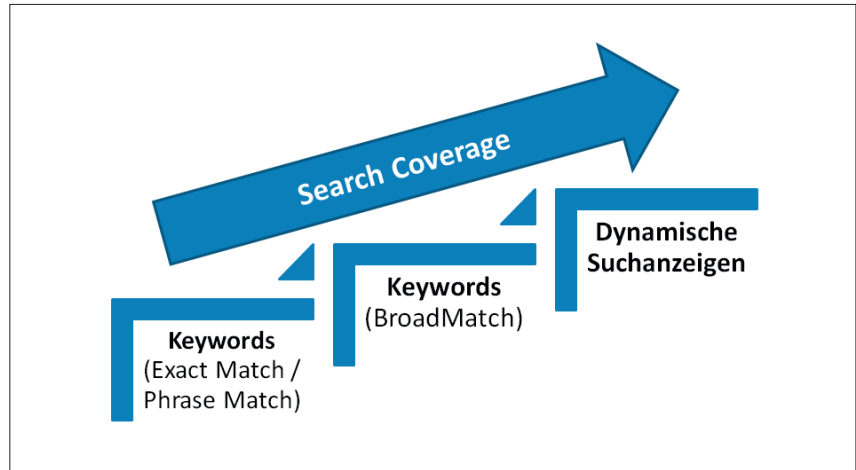 Search Coverage
Keywords
(Exact Match /
Phrase Match)
Keywords
(BroadMatch)
Dynamische
Suchanzeigen